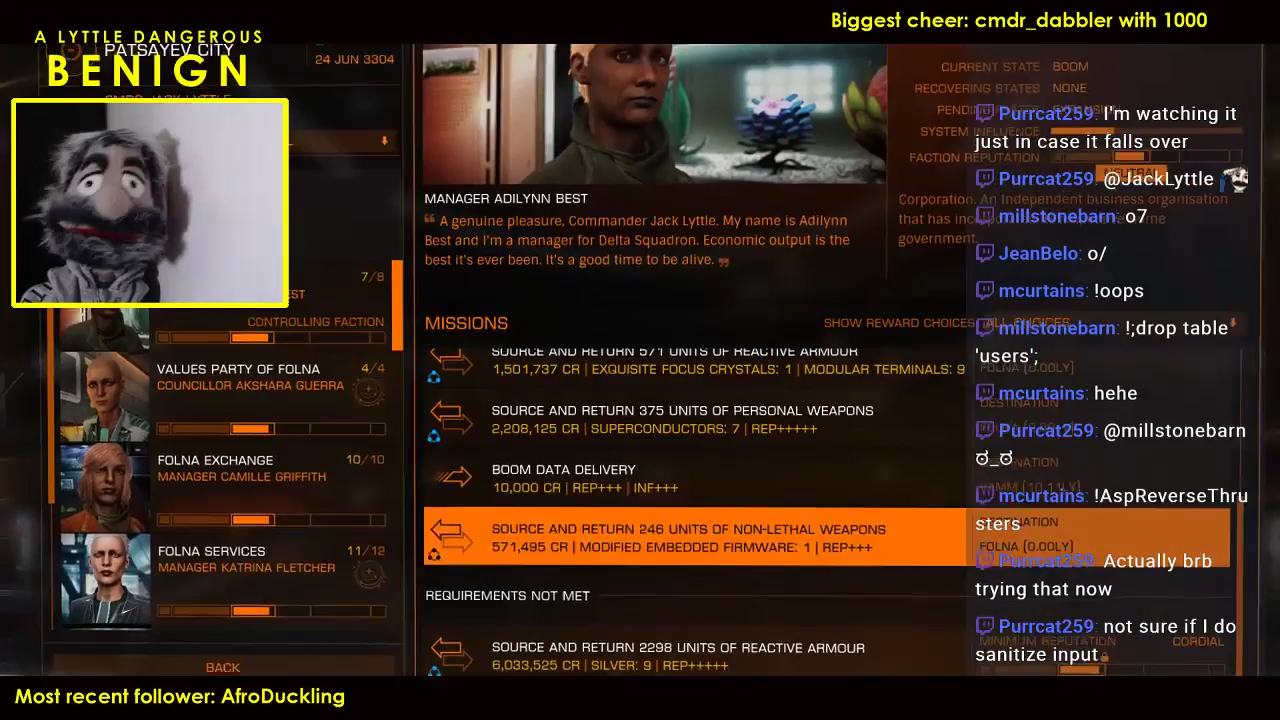 Biggest cheer: cmdr_dabbler with 1000
A LYTTLE DANGEROUS
BENIGN
PATSAYEV CITY
24 JUN 3304
7/8
CONTROLLING FACTION
VALUES PARTY OF FOLNA
4/4
COUNCILLOR AKSHARA GUERRA
FOLNA EXCHANGE
10/10
MANAGER CAMILLE GRIFFITH
FOLNA SERVICES
11/12
MANAGER KATRINA FLETCHER
BACK
MANAGER ADILYNN BEST
“ A genuine pleasure, Commander Jack Lyttle. My name is Adilynn
Best and I'm a manager for Delta Squadron. Economic output is the
best it's ever been. It's a good time to be alive. ”
CURRENT STATE BOOM
RECOVERING STATES NONE
SYSTEM INFLUENCE
FACTION REPUTATION
NEUTRAL
Corporation. An Independent business organisation
government.
MISSIONS
SHOW REWARD CHOICES
SOURCE AND RETURN 571 UNITS OF REACTIVE ARMOUR
1,501,737 CR | EXQUISITE FOCUS CRYSTALS: 1 | MODULAR TERMINALS: 9
SOURCE AND RETURN 375 UNITS OF PERSONAL WEAPONS
2,208,125 CR | SUPERCONDUCTORS: 7 | REP+++++
BOOM DATA DELIVERY
10,000 CR | REP+++ | INF+++
SOURCE AND RETURN 246 UNITS OF NON-LETHAL WEAPONS
571,495 CR | MODIFIED EMBEDDED FIRMWARE: 1 | REP+++
REQUIREMENTS NOT MET
SOURCE AND RETURN 2298 UNITS OF REACTIVE ARMOUR
6,033,525 CR | SILVER: 9 | REP+++++
FOLNA (0.00LY)
DESTINATION
FOLNA (0.00LY)
MINIMUM REPUTATION CORDIAL
Purrcat259: I'm watching it
just in case it falls over
Purrcat259: @JackLyttle
millstonebarn: o7
JeanBelo: o/
mcurtains: !oops
millstonebarn: !;drop table
'users';
mcurtains: hehe
Purrcat259: @millstonebarn
ಠ_ಠ
mcurtains: !AspReverseThru
sters
Purrcat259: Actually brb
trying that now
Purrcat259: not sure if I do
sanitize input
Most recent follower: AfroDuckling